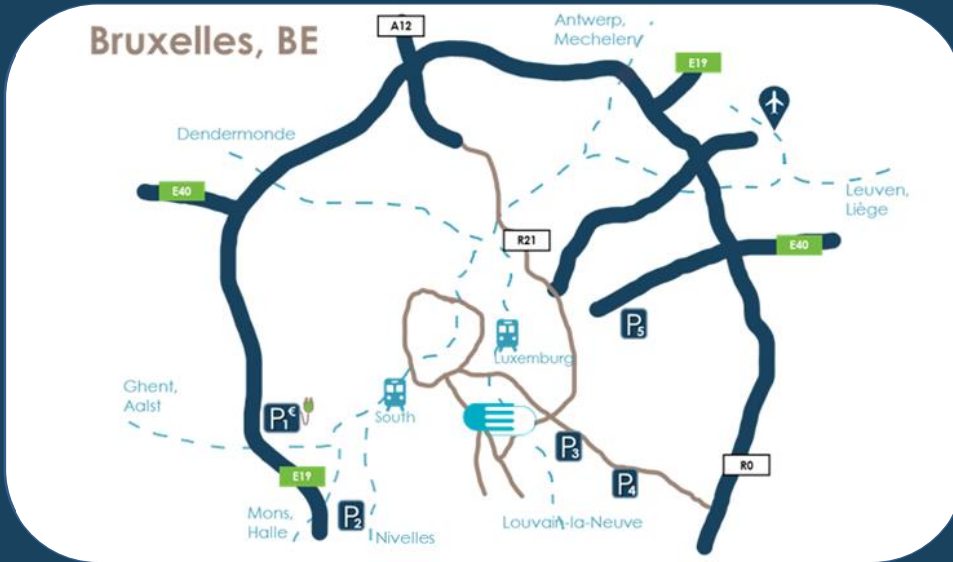 Bruxelles, BE
A12
Antwerp,
Mechelen
E19
Dendermonde
E40
Leuven,
Liège
R21
E40
P5
Luxemburg
Ghent,
Aalst
P1€
South
P3
E19
R0
P4
Mons,
Halle
P2
Nivelles
Louvain-la-Neuve